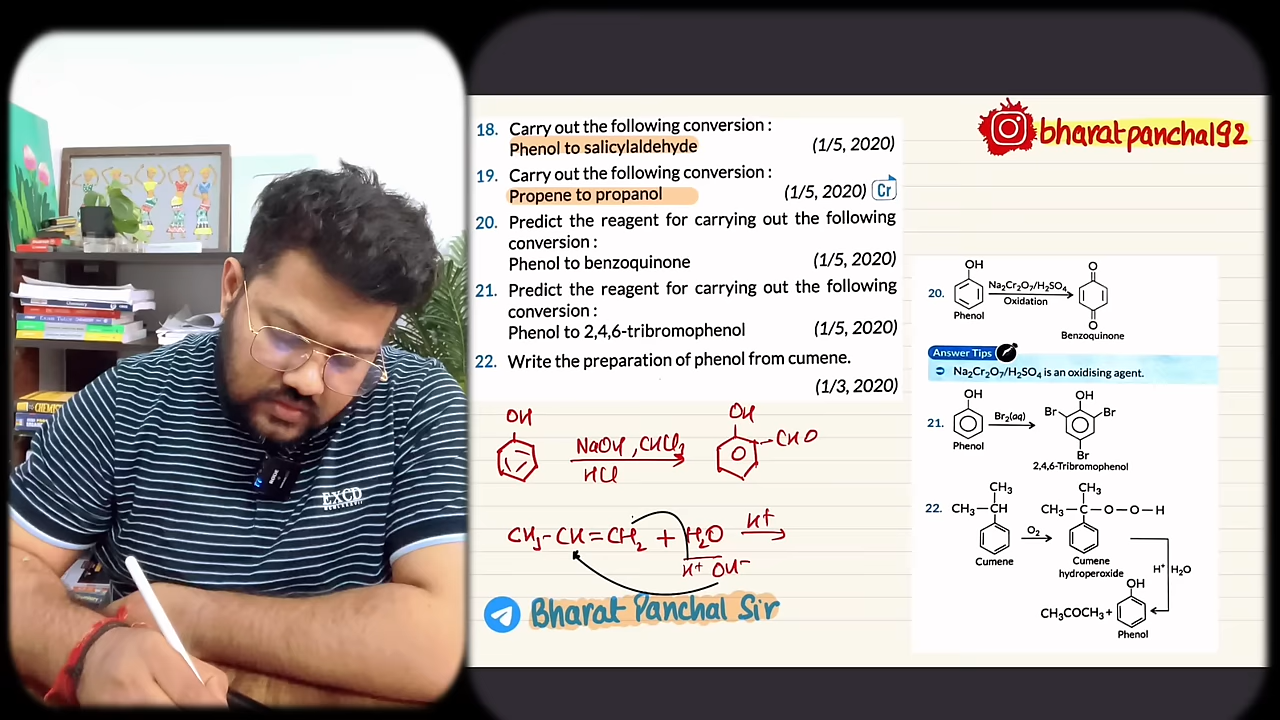 18. Carry out the following conversion :
Phenol to salicylaldehyde (1/5, 2020)
19. Carry out the following conversion :
Propene to propanol (1/5, 2020) Cr
20. Predict the reagent for carrying out the following
conversion :
Phenol to benzoquinone (1/5, 2020)
21. Predict the reagent for carrying out the following
conversion :
Phenol to 2,4,6-tribromophenol (1/5, 2020)
22. Write the preparation of phenol from cumene.
(1/3, 2020)
OH
NaOH, CHCl3
HCl
OH
CHO
CH3-CH=CH2 + H2O H+
H+ OH-
Bharat Panchal Sir
bharatpanchal92
20.
OH
Phenol
Na₂Cr₂O₇/H₂SO₄
Oxidation
O
O
Benzoquinone
Answer Tips
Na₂Cr₂O₇/H₂SO₄ is an oxidising agent.
21.
OH
Phenol
Br₂(aq)
OH
Br Br
Br
2,4,6-Tribromophenol
22.
CH₃
CH₃—CH
Cumene
O₂
CH₃
CH₃—C—O—O—H
Cumene
hydroperoxide
H⁺ H₂O
OH
CH₃COCH₃ +
Phenol
EXCD